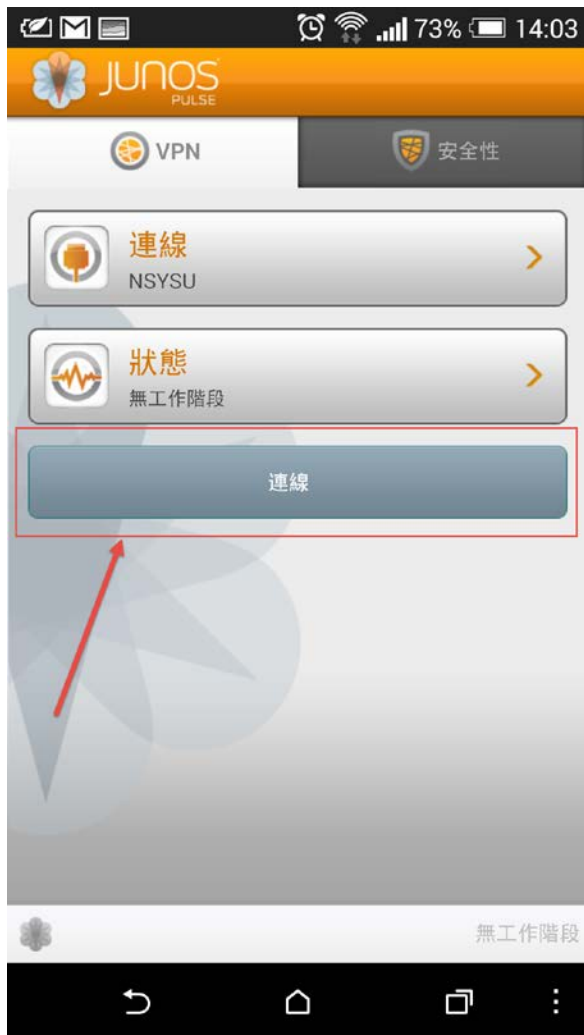 73% 14:03
JUNOS
PULSE
VPN
安全性
連線
NSYSU
狀態
無工作階段
連線
無工作階段